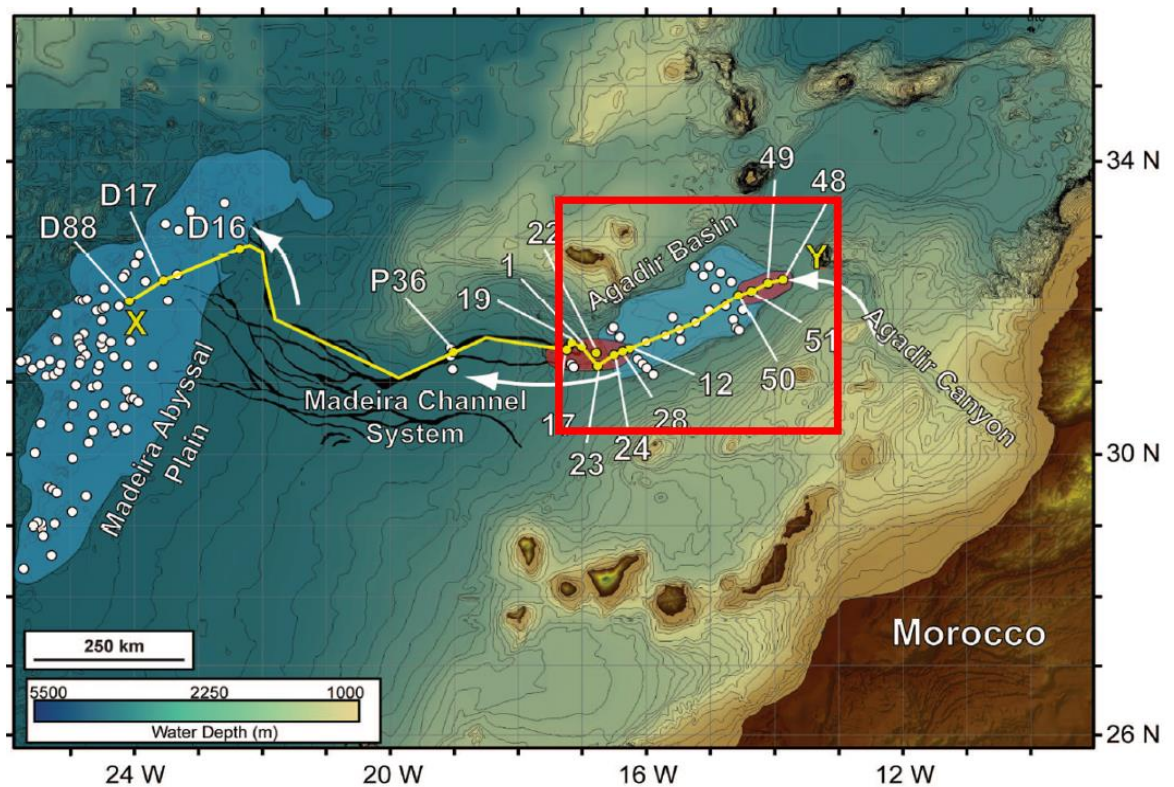 34 N
49
48
D17
D88
D16
22
Agadir Basin
Y
1
P36
19
X
51
Agadir Canyon
12
50
Madeira Channel
System
28
17
24
23
30 N
Madeira Abyssal
Plain
Morocco
250 km
5500 2250 1000
Water Depth (m)
26 N
24 W 20 W 16 W 12 W